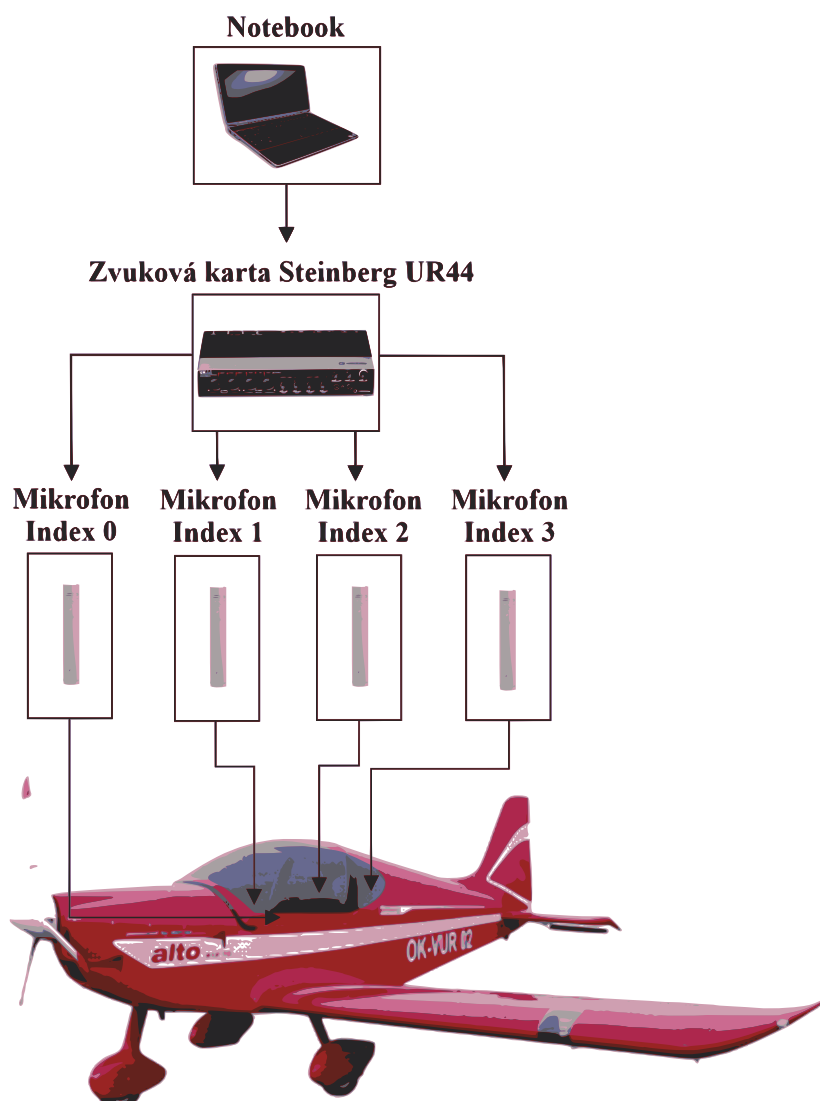 Notebook
Zvuková karta Steinberg UR44
Mikrofon
Index 0
Mikrofon
Index 1
Mikrofon
Index 2
Mikrofon
Index 3
alto
OK-VUR 02